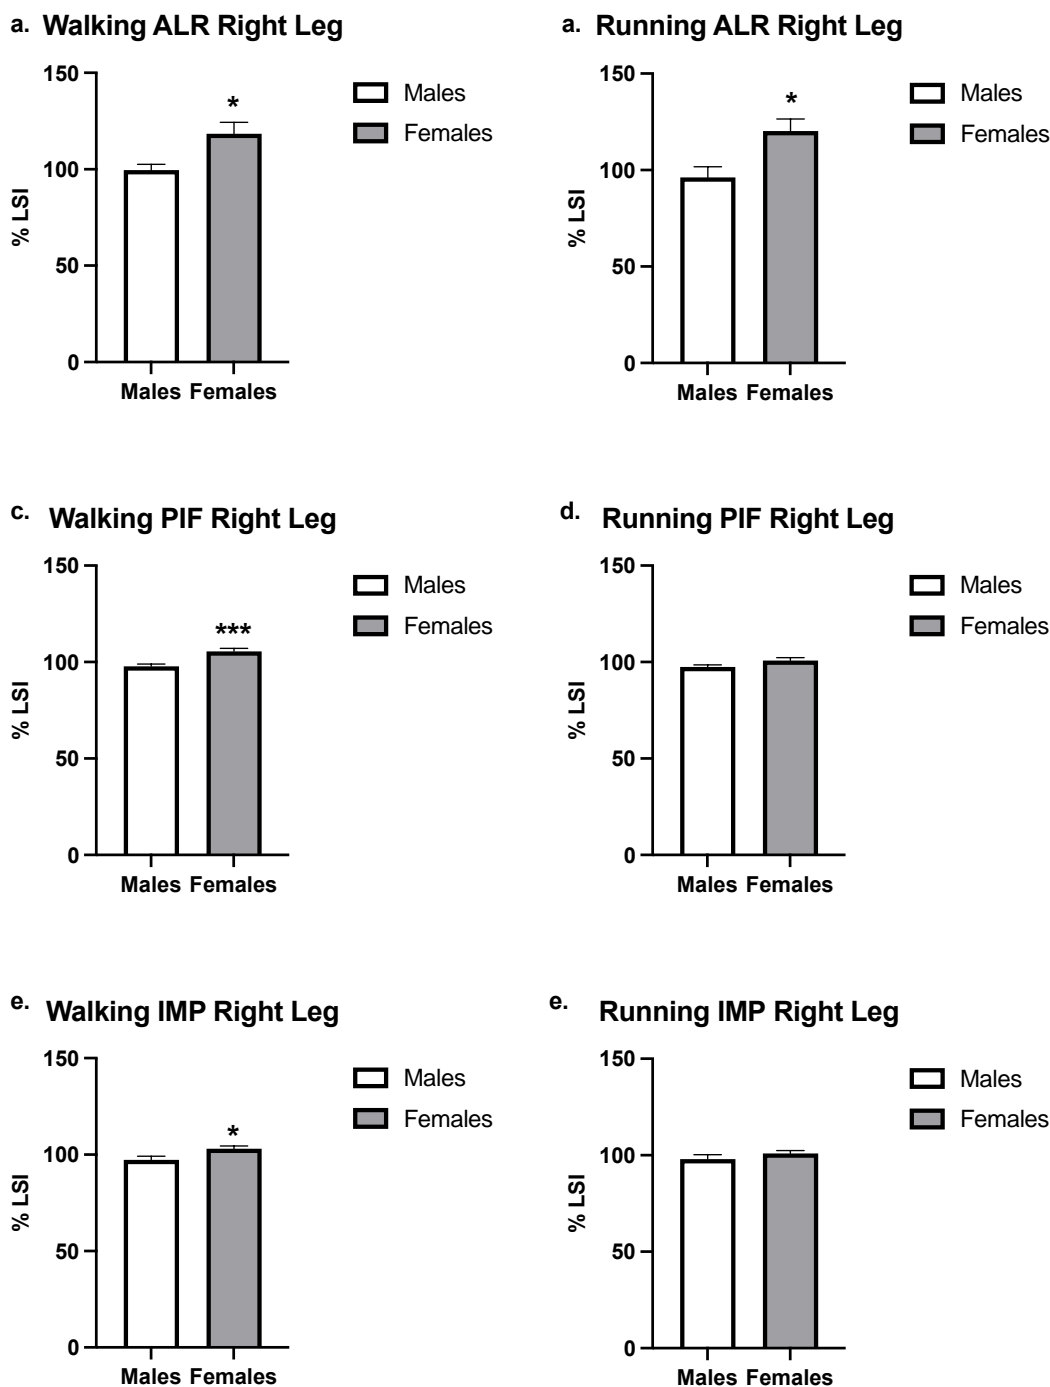 a. Walking ALR Right Leg
150
100
50
0
% LSI
*
Males Females
Males
Females
a. Running ALR Right Leg
150
100
50
0
% LSI
*
Males Females
Males
Females
c. Walking PIF Right Leg
150
100
50
0
% LSI
***
Males Females
Males
Females
d. Running PIF Right Leg
150
100
50
0
% LSI
Males Females
Males
Females
e. Walking IMP Right Leg
150
100
50
0
% LSI
*
Males Females
Males
Females
e. Running IMP Right Leg
150
100
50
0
% LSI
Males Females
Males
Females